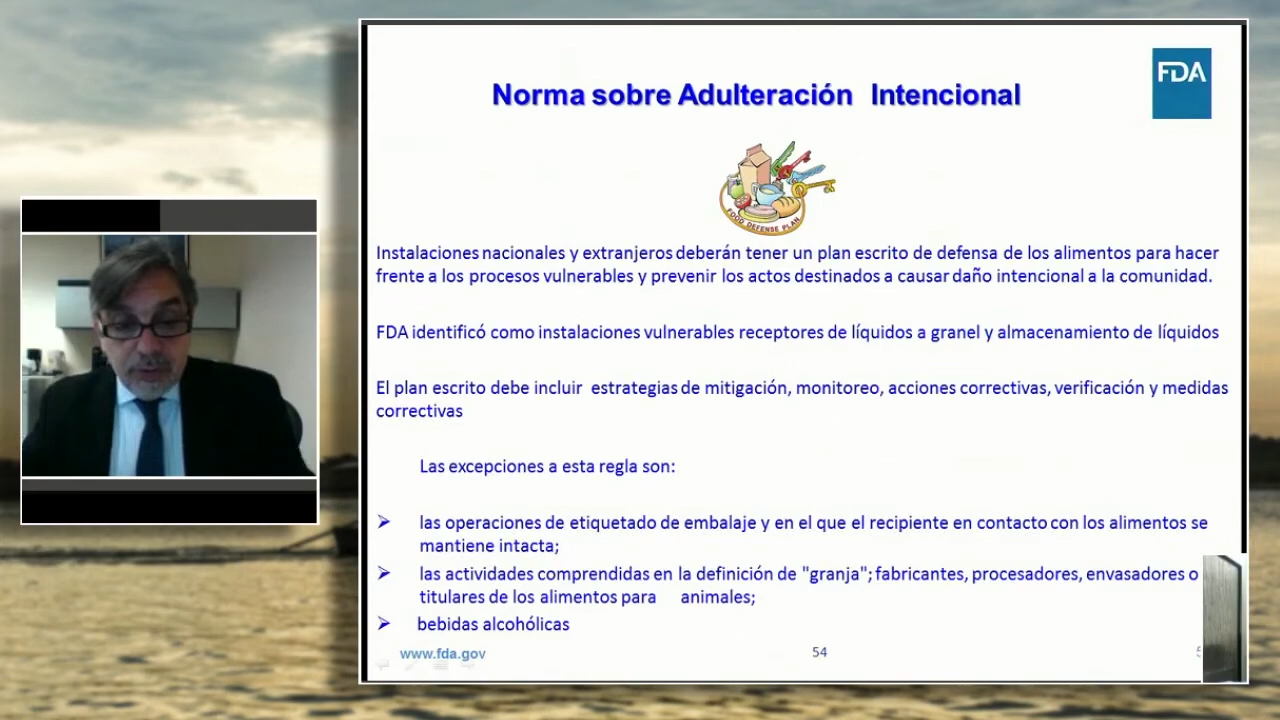 Norma sobre Adulteración Intencional
FDA
FOOD DEFENSE PLAN
Instalaciones nacionales y extranjeros deberán tener un plan escrito de defensa de los alimentos para hacer
frente a los procesos vulnerables y prevenir los actos destinados a causar daño intencional a la comunidad.
FDA identificó como instalaciones vulnerables receptores de líquidos a granel y almacenamiento de líquidos
El plan escrito debe incluir estrategias de mitigación, monitoreo, acciones correctivas, verificación y medidas
correctivas
Las excepciones a esta regla son:
las operaciones de etiquetado de embalaje y en el que el recipiente en contacto con los alimentos se
mantiene intacta;
las actividades comprendidas en la definición de "granja"; fabricantes, procesadores, envasadores o
titulares de los alimentos para animales;
bebidas alcohólicas
www.fda.gov
54